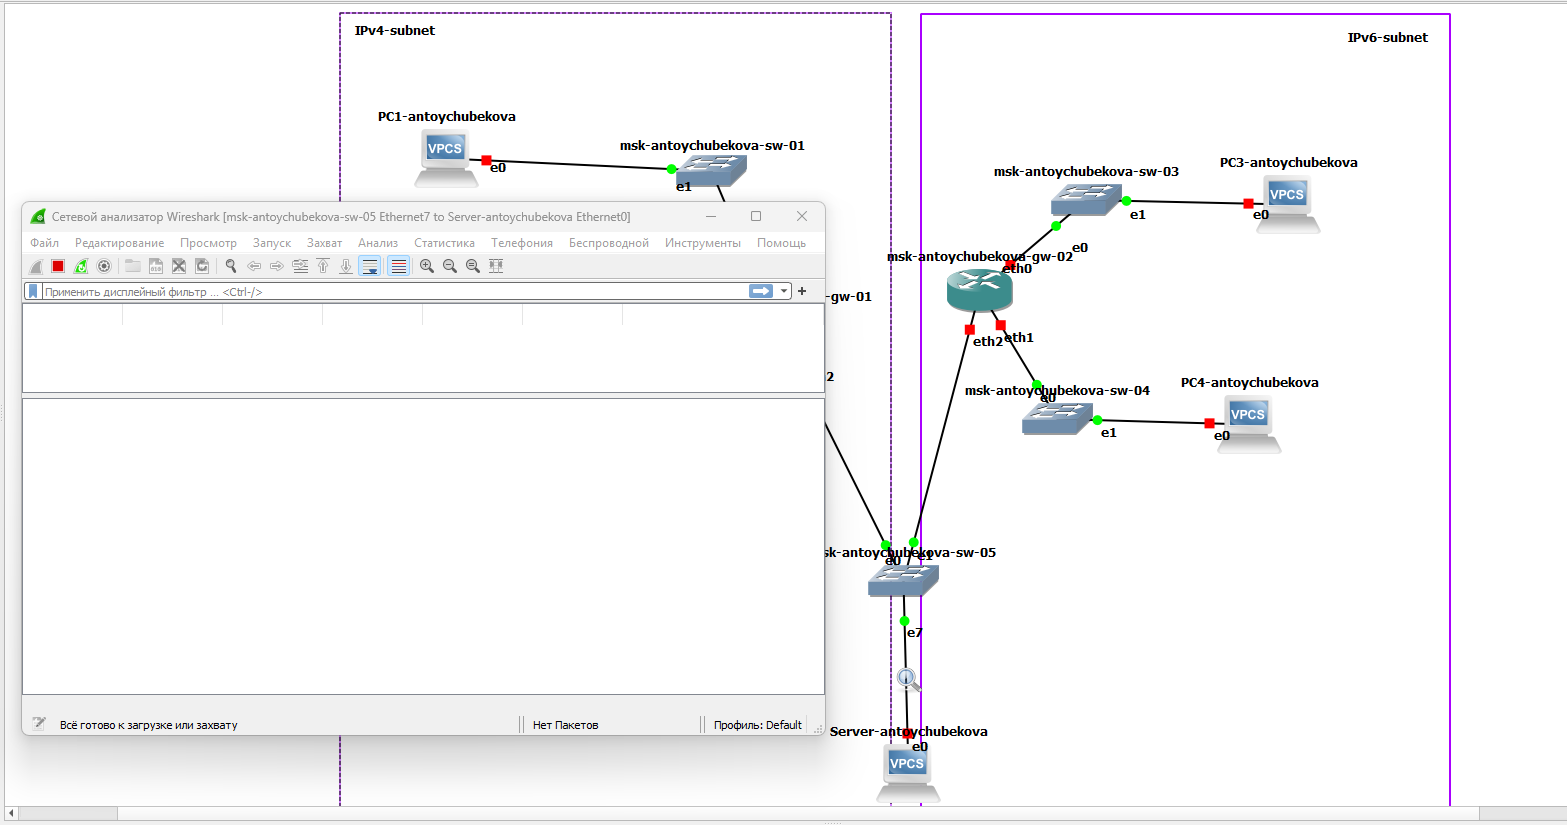 IPv4-subnet
IPv6-subnet
PC1-antoychubekova
VPCS
e0
msk-antoychubekova-sw-01
e1
msk-antoychubekova-sw-03
e1
e0
PC3-antoychubekova
VPCS
e0
msk-antoychubekova-gw-02
eth0
eth2
eth1
Сетевой анализатор Wireshark [msk-antoychubekova-sw-05 Ethernet7 to Server-antoychubekova Ethernet0]
Файл Редактирование Просмотр Запуск Захват Анализ Статистика Телефония Беспроводной Инструменты Помощь
Применить дисплейный фильтр ... <Ctrl-/>
-gw-01
2
msk-antoychubekova-sw-04
e0
e1
PC4-antoychubekova
VPCS
e0
sk-antoychubekova-sw-05
e0
e1
e7
Server-antoychubekova
e0
VPCS
Всё готово к загрузке или захвату
Нет Пакетов
Профиль: Default